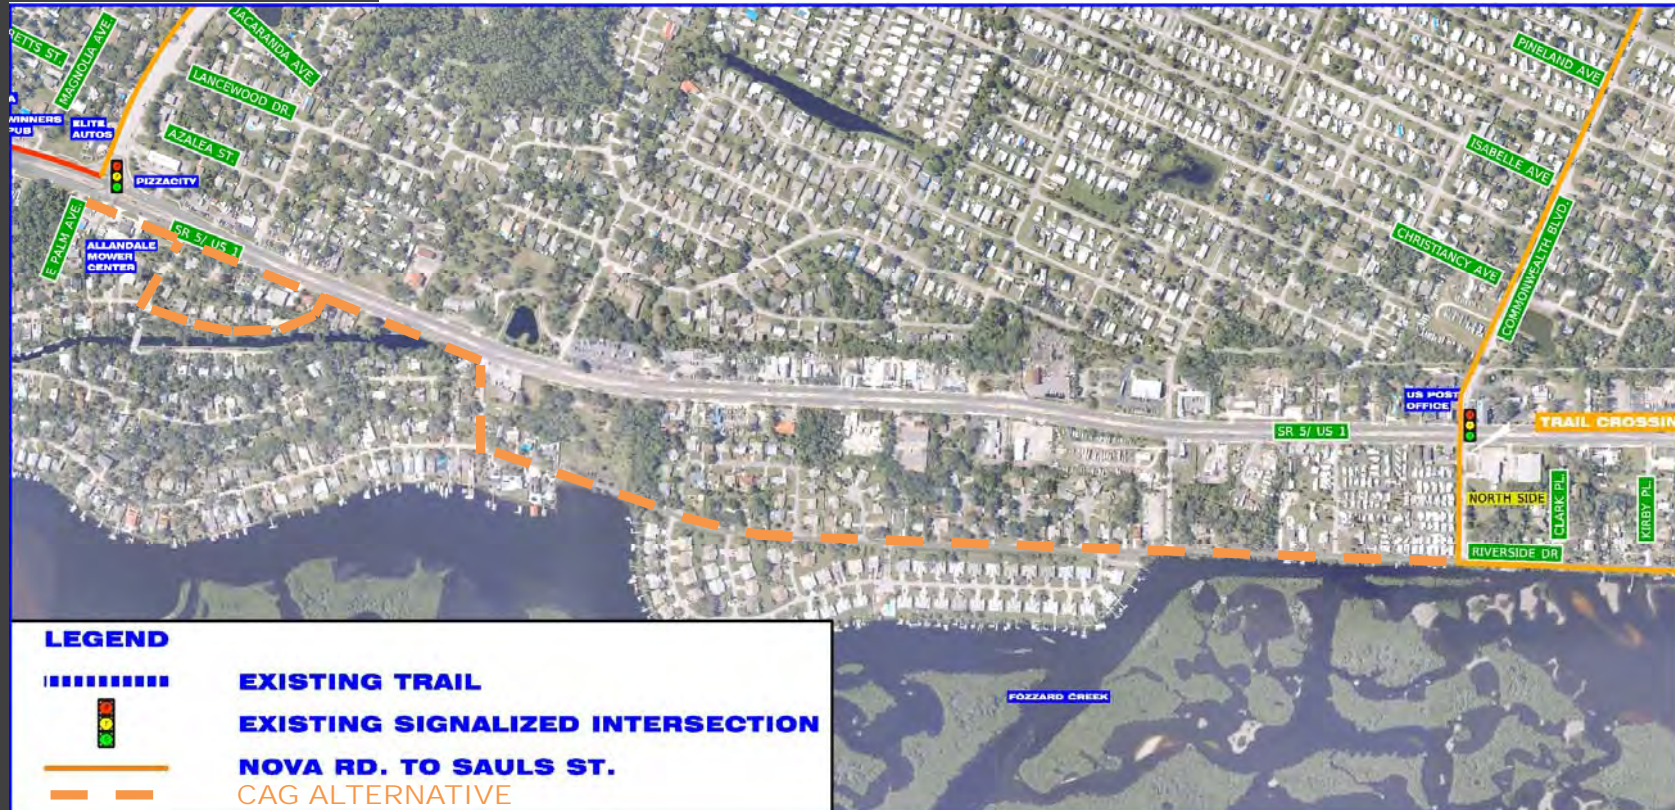 JACARANDA AVE.
MAGNOLIA AVE.
LANCEWOOD DR.
PINELAND AVE
WINNERS
PUB
ELITE
AUTOS
AZALEA ST.
ISABELLE AVE
PIZZACITY
E PALM AVE.
SR 5/ US 1
ALLANDALE
MOWER
CENTER
CHRISTIANCY AVE
COMMONWEALTH BLVD.
US POST
OFFICE
TRAIL CROSSIN
SR 5/ US 1
NORTH SIDE
CLARK PL.
KIRBY PL.
RIVERSIDE DR
FOZZARD CREEK
LEGEND
EXISTING TRAIL
EXISTING SIGNALIZED INTERSECTION
NOVA RD. TO SAULS ST.
CAG ALTERNATIVE